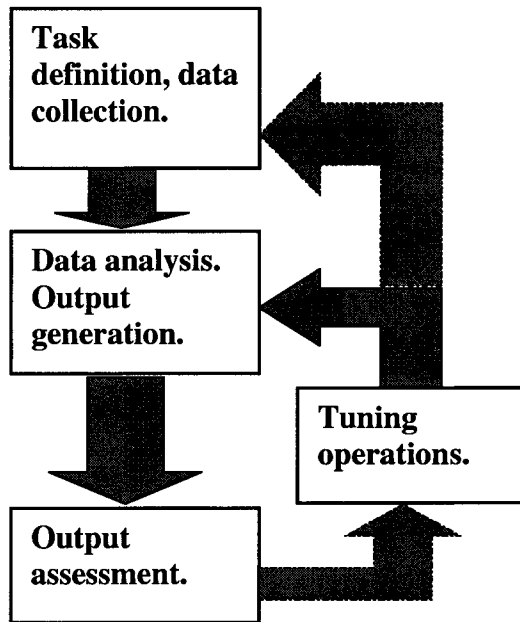 Task
definition, data
collection.
Data analysis.
Output
generation.
Tuning
operations.
Output
assessment.